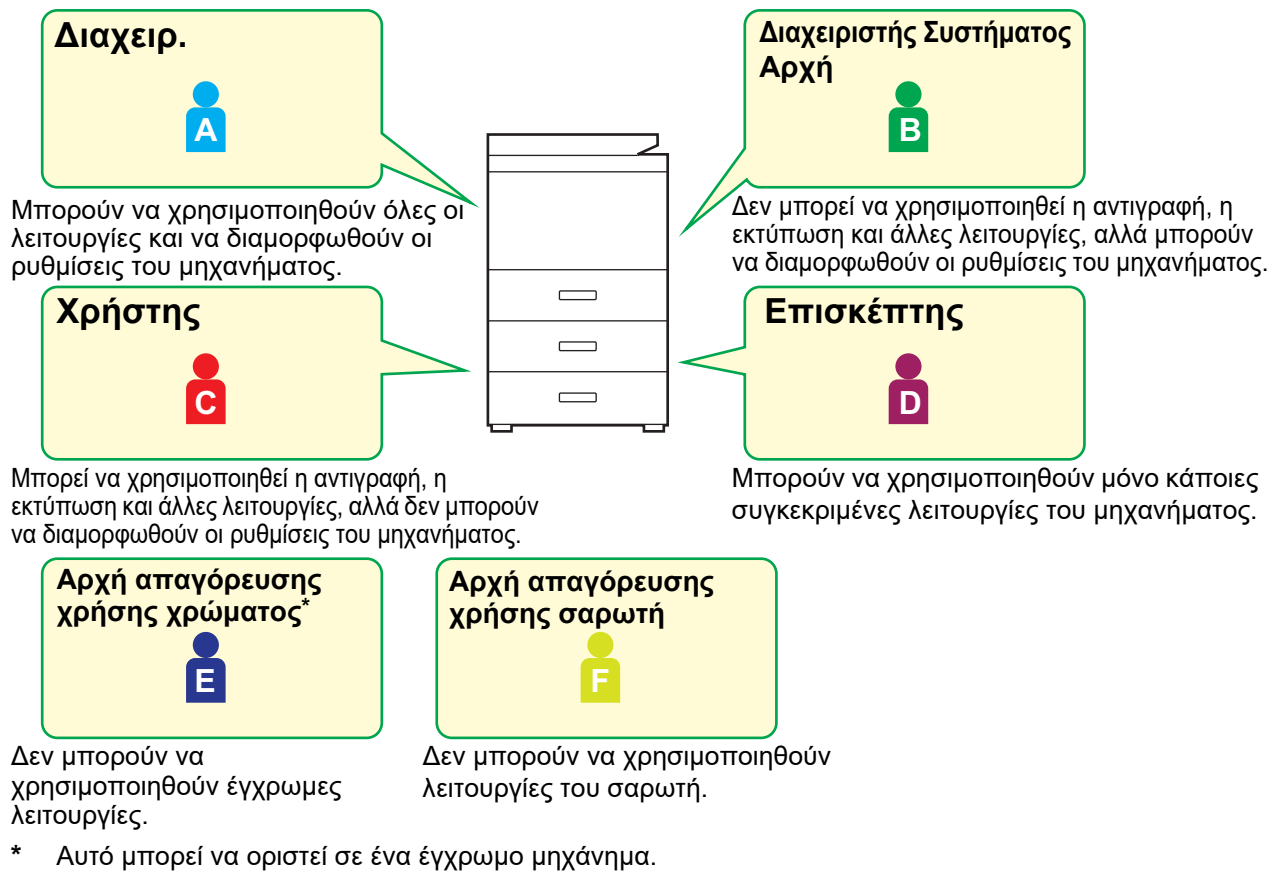 Διαχειρ.
A
Μπορούν να χρησιμοποιηθούν όλες οι
λειτουργίες και να διαμορφωθούν οι
ρυθμίσεις του μηχανήματος.
Διαχειριστής Συστήματος
Αρχή
B
Δεν μπορεί να χρησιμοποιηθεί η αντιγραφή, η
εκτύπωση και άλλες λειτουργίες, αλλά μπορούν
να διαμορφωθούν οι ρυθμίσεις του μηχανήματος.
Χρήστης
C
Μπορεί να χρησιμοποιηθεί η αντιγραφή, η
εκτύπωση και άλλες λειτουργίες, αλλά δεν μπορούν
να διαμορφωθούν οι ρυθμίσεις του μηχανήματος.
Επισκέπτης
D
Μπορούν να χρησιμοποιηθούν μόνο κάποιες
συγκεκριμένες λειτουργίες του μηχανήματος.
Αρχή απαγόρευσης
χρήσης χρώματος*
E
Δεν μπορούν να
χρησιμοποιηθούν έγχρωμες
λειτουργίες.
Αρχή απαγόρευσης
χρήσης σαρωτή
F
Δεν μπορούν να χρησιμοποιηθούν
λειτουργίες του σαρωτή.
* Αυτό μπορεί να οριστεί σε ένα έγχρωμο μηχάνημα.